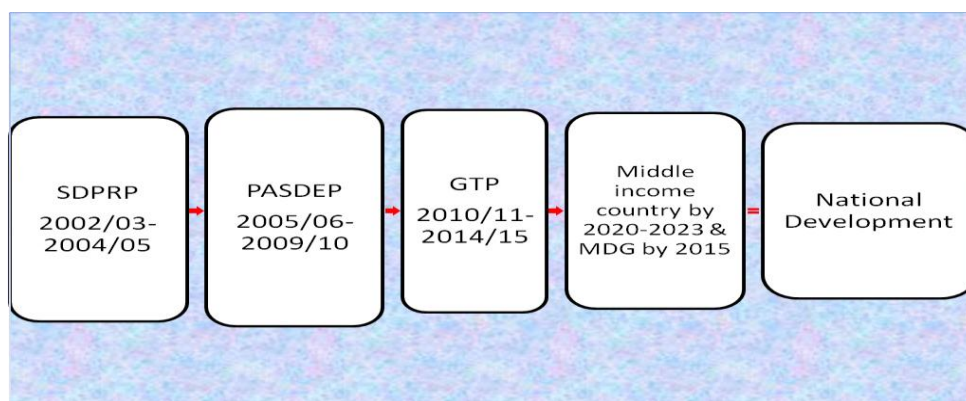 SDPRP
2002/03-
2004/05
PASDEP
2005/06-
2009/10
GTP
2010/11-
2014/15
Middle
income
country by
2020-2023 &
MDG by 2015
=
National
Development